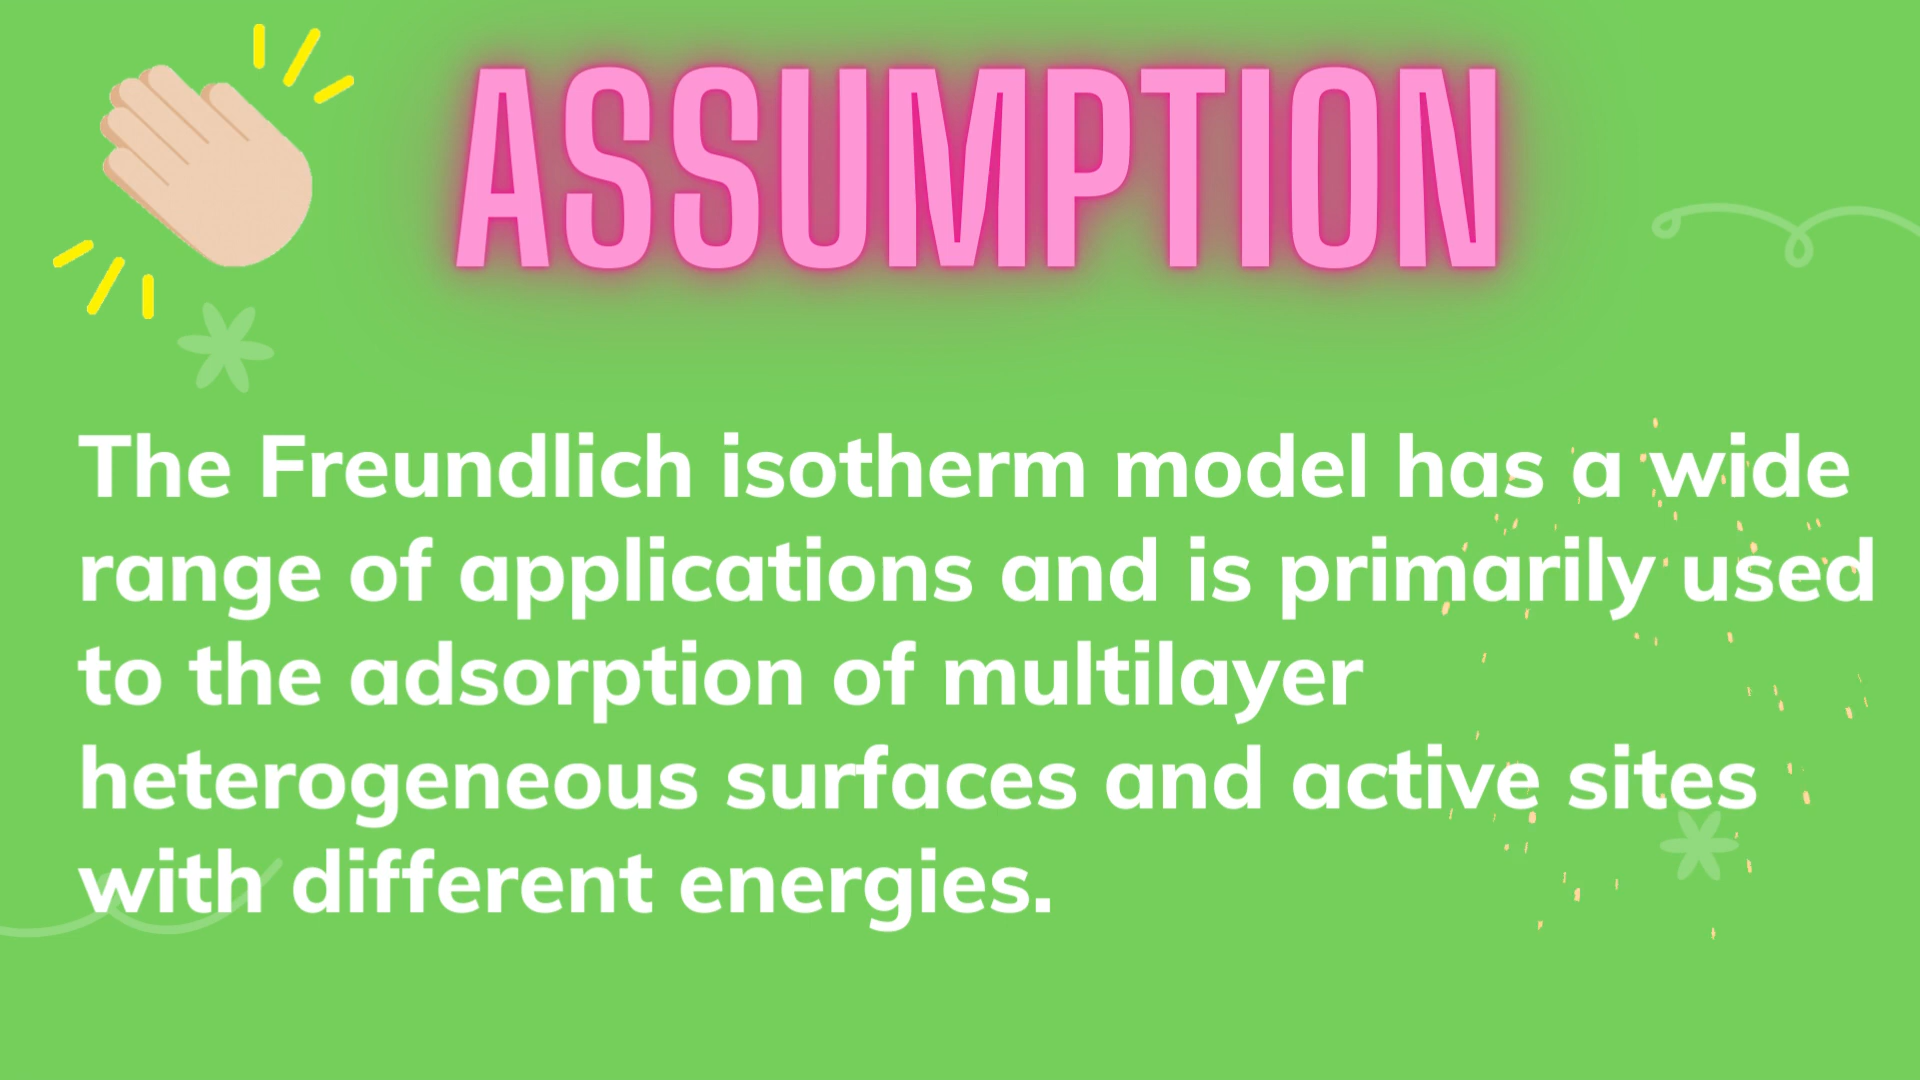 ASSUMPTION
The Freundlich isotherm model has a wide
range of applications and is primarily used
to the adsorption of multilayer
heterogeneous surfaces and active sites
with different energies.